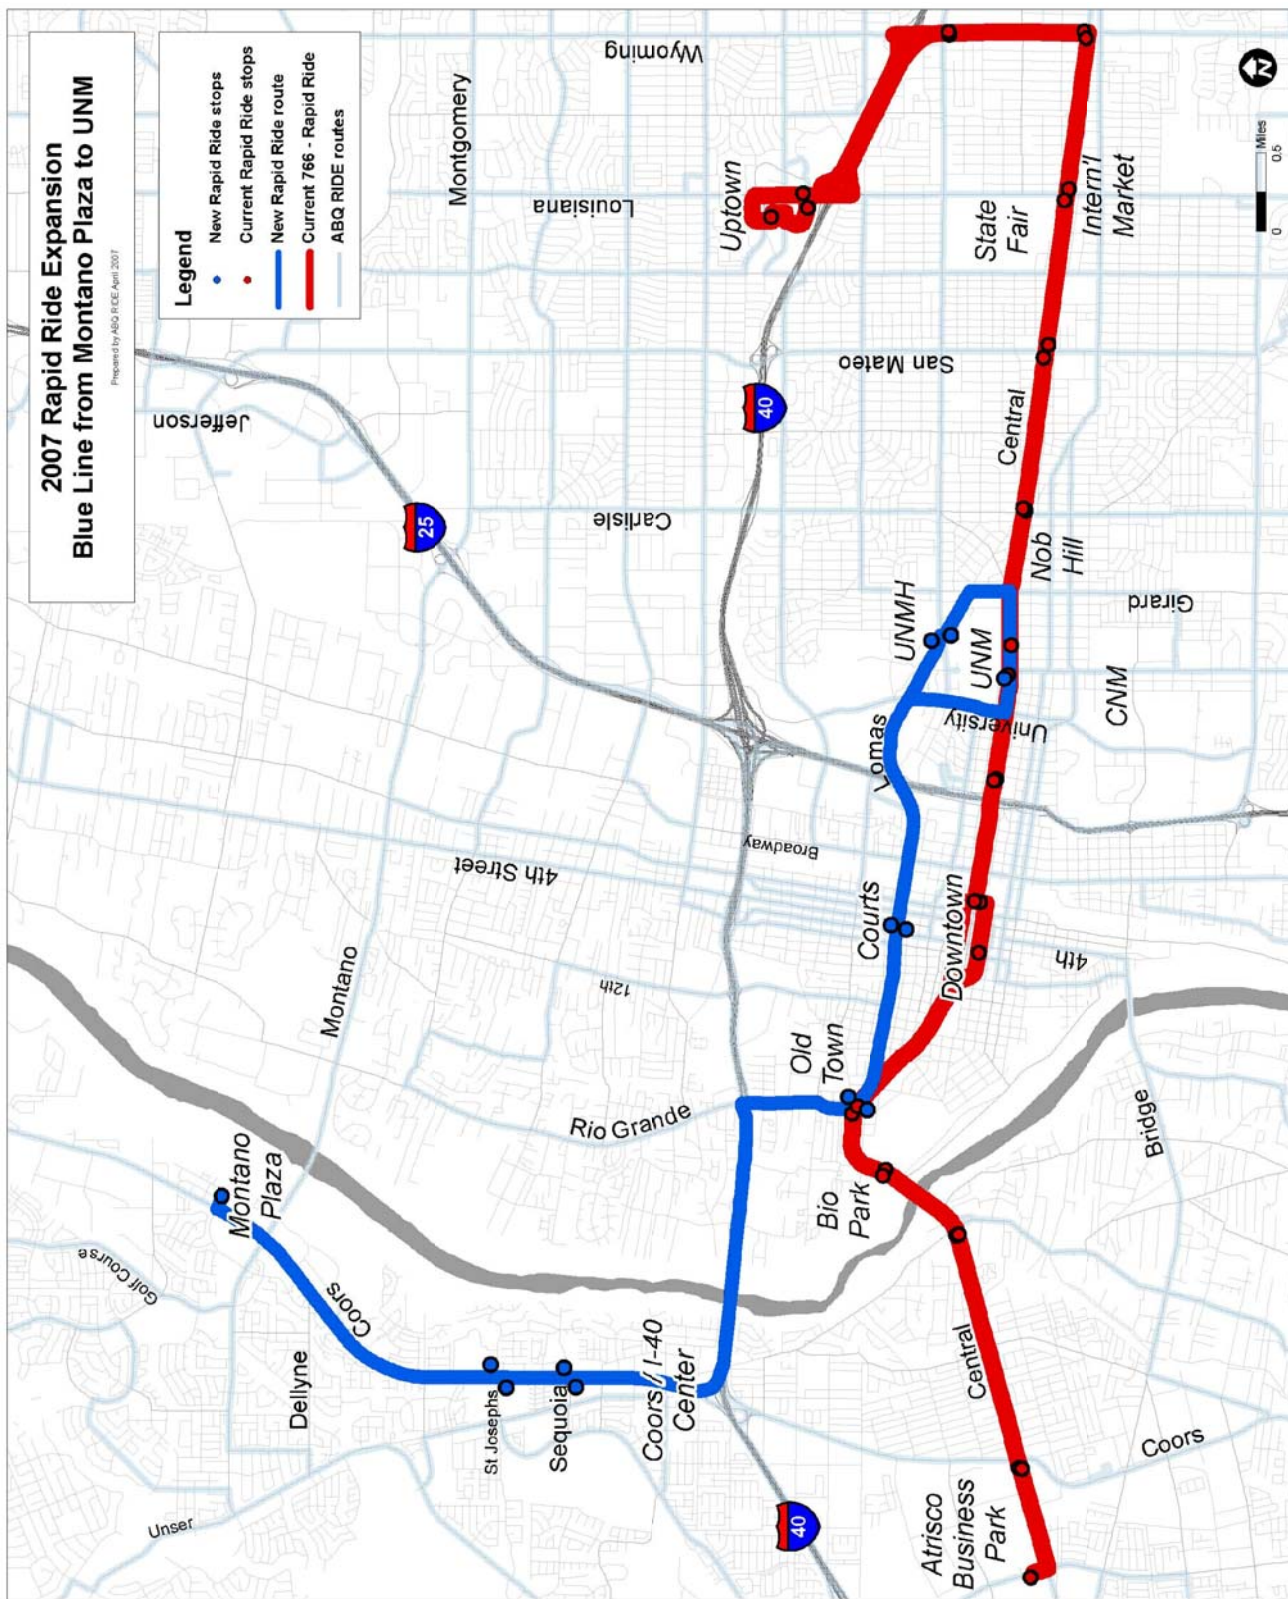 2007 Rapid Ride Expansion
Blue Line from Montano Plaza to UNM
Prepared by ABQ RIDE April 2007
Legend
New Rapid Ride stops
Current Rapid Ride stops
New Rapid Ride route
Current 766 - Rapid Ride
ABQ RIDE routes
Golf Course
Unser
Dellyne
Coors
Montano
Plaza
Montano
Jefferson
25
4th Street
Montgomery
Wyoming
Louisiana
Carlisle
St Josephs
Sequoia
Coors / I-40
Center
40
Rio Grande
12th
Broadway
40
Uptown
San Mateo
Old
Town
Bio
Park
Courts
Lomas
UNMH
UNM
University
Downtown
4th
CNM
Girard
Nob
Hill
Central
State
Fair
Intern'l
Market
Atrisco
Business
Park
Central
Coors
Bridge
0
0.5
Miles
N